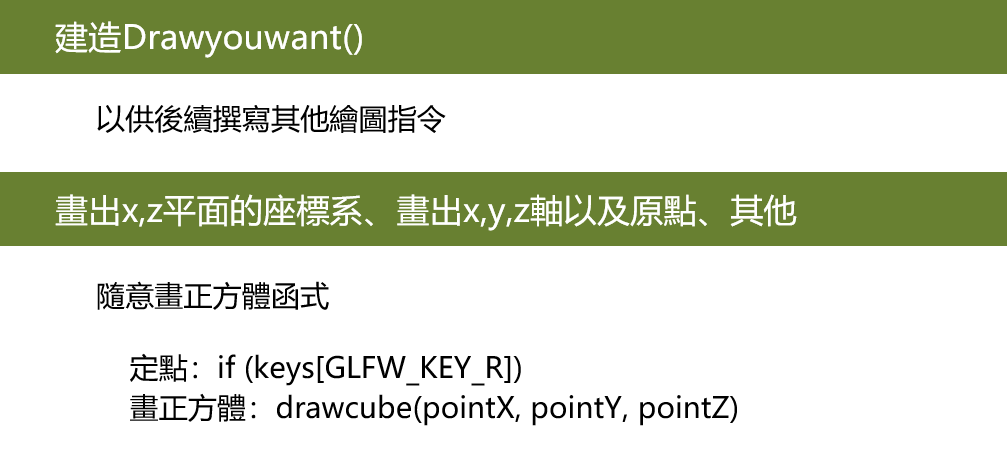 建造Drawyouwant()
以供後續撰寫其他繪圖指令
畫出x,z平面的座標系、畫出x,y,z軸以及原點、其他
隨意畫正方體函式
定點：if (keys[GLFW_KEY_R])
畫正方體：drawcube(pointX, pointY, pointZ)